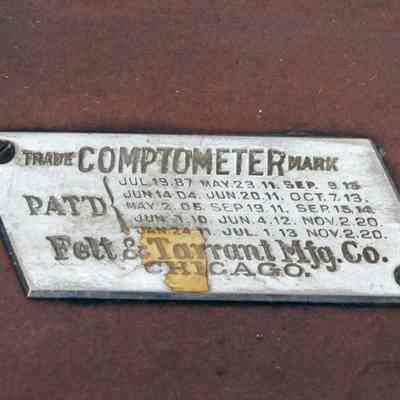 TRADE COMPTOMETER MARK
PAT'D
JUL.19.87 MAY.23.11. SEP. 9.13
JUN.14.04. JUN.20.11. OCT.7.13.
MAY.2.05 SEP.19.11. SEP.15.14
JUN. 10. JUN.4.12. NOV.2.20
JAN.24.11 JUL.1.13 NOV.2.20.
Felt & Tarrant Mfg. Co.
CHICAGO.